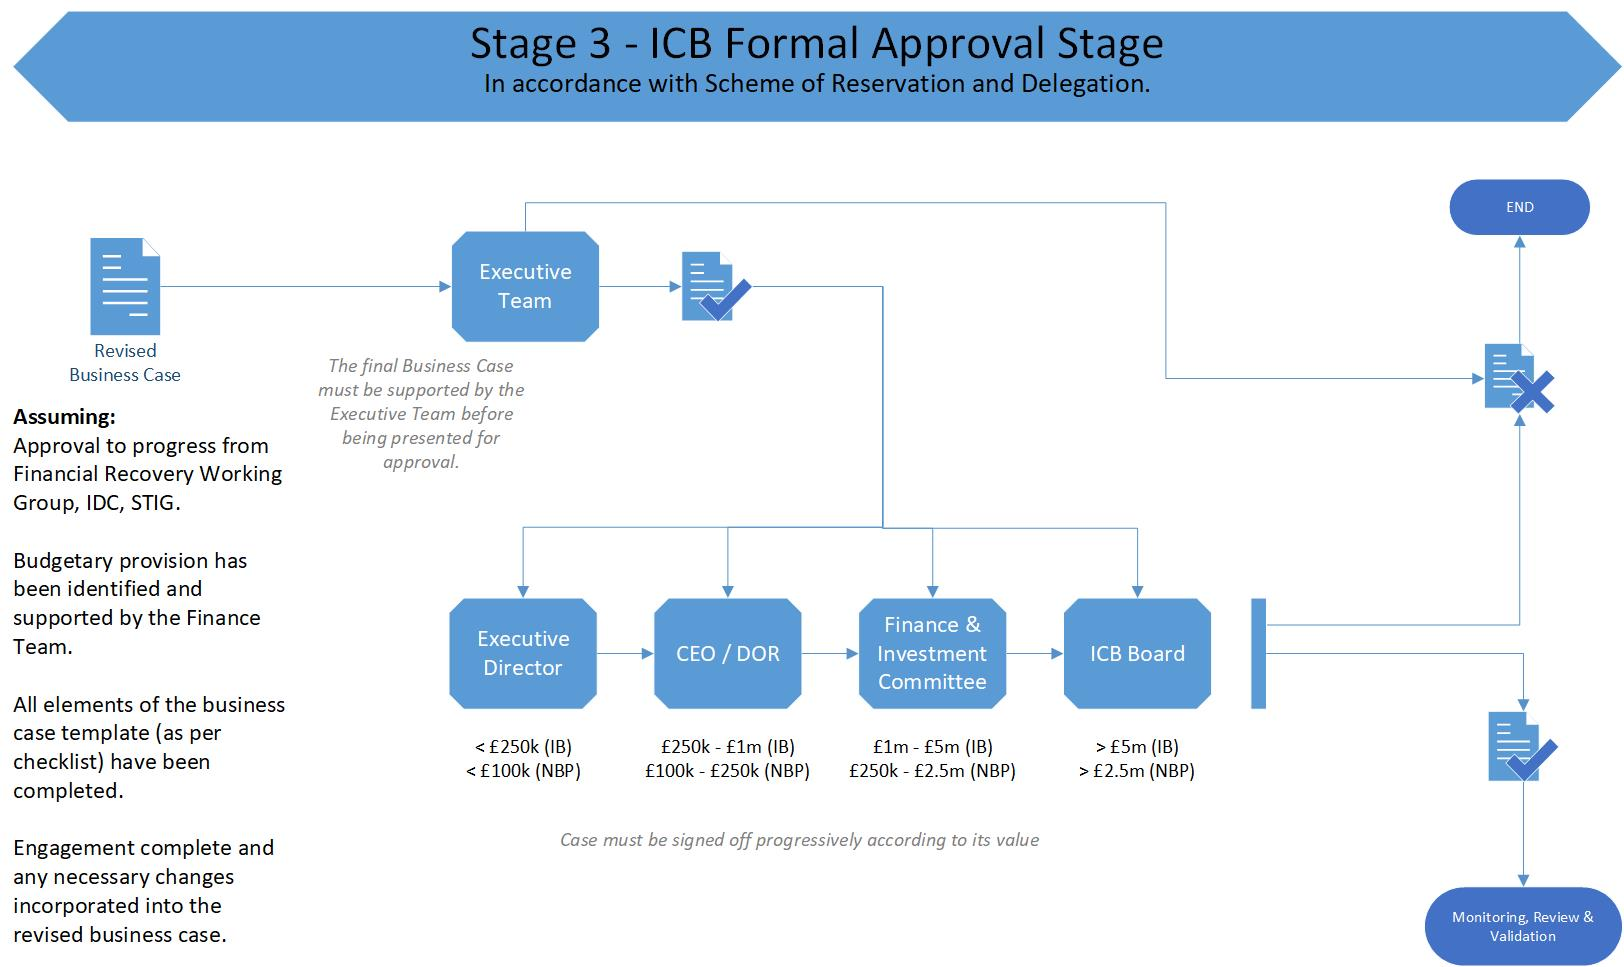 Stage 3 - ICB Formal Approval Stage
In accordance with Scheme of Reservation and Delegation.
END
Executive
Team
Revised
Business Case
The final Business Case
must be supported by the
Executive Team before
being presented for
approval.
Assuming:
Approval to progress from
Financial Recovery Working
Group, IDC, STIG.
Budgetary provision has
been identified and
supported by the Finance
Team.
All elements of the business
case template (as per
checklist) have been
completed.
Engagement complete and
any necessary changes
incorporated into the
revised business case.
Executive
Director
CEO / DOR
Finance &
Investment
Committee
ICB Board
< £250k (IB)
< £100k (NBP)
£250k - £1m (IB)
£100k - £250k (NBP)
£1m - £5m (IB)
£250k - £2.5m (NBP)
> £5m (IB)
> £2.5m (NBP)
Case must be signed off progressively according to its value
Monitoring, Review &
Validation